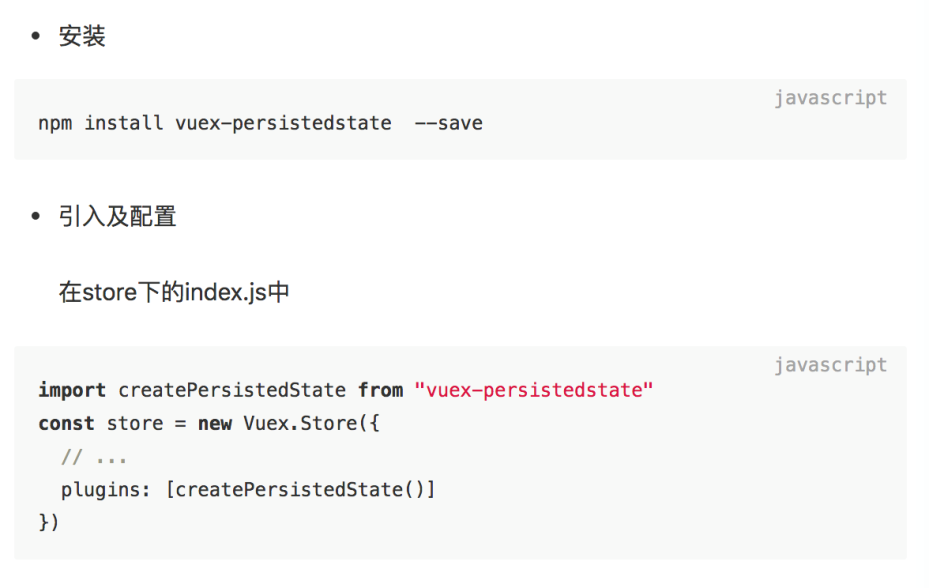 • 安装
javascript
npm install vuex-persistedstate  --save
• 引入及配置
在store下的index.js中
javascript
import createPersistedState from "vuex-persistedstate"
const store = new Vuex.Store({
  // ...
  plugins: [createPersistedState()]
})